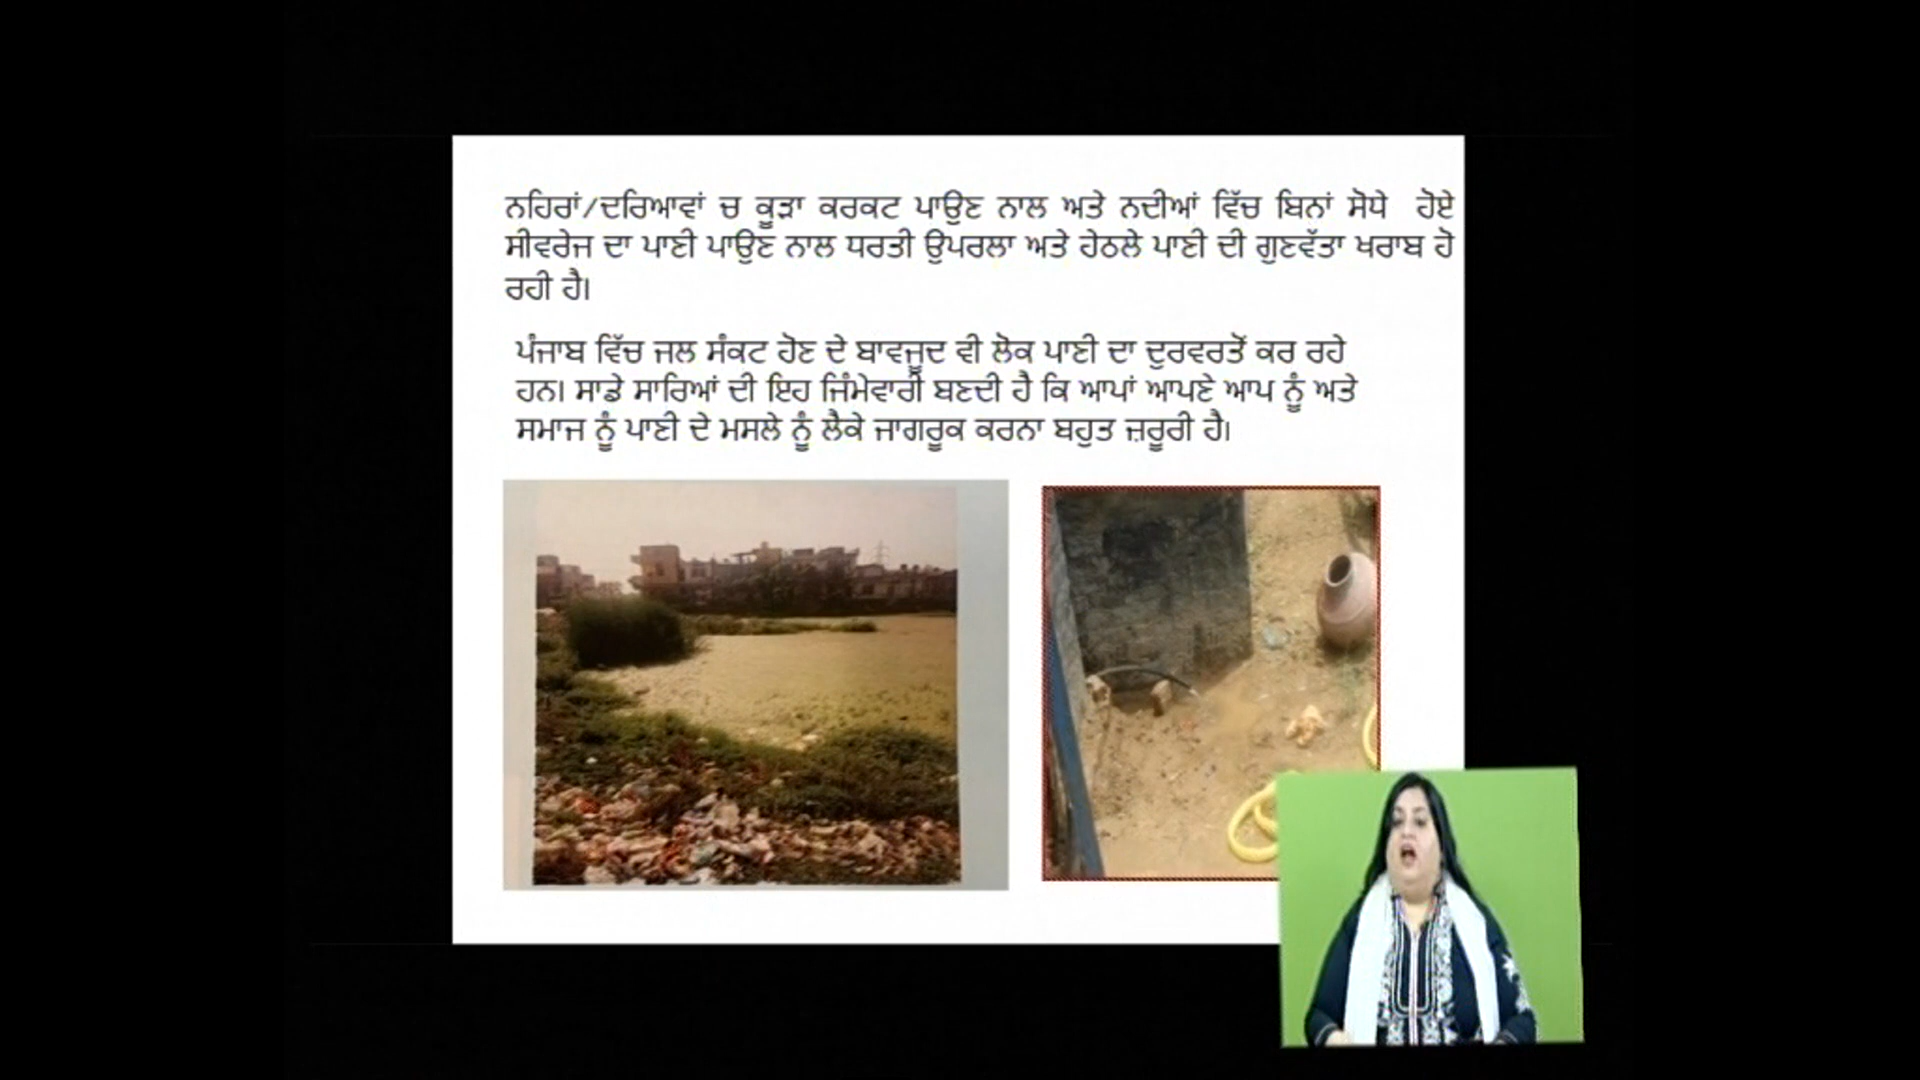 ਨਹਿਰਾਂ/ਦਰਿਆਵਾਂ ਚ ਕੂੜਾ ਕਰਕਟ ਪਾਉਣ ਨਾਲ ਅਤੇ ਨਦੀਆਂ ਵਿੱਚ ਬਿਨਾਂ ਸੋਧੇ ਹੋਏ
ਸੀਵਰੇਜ ਦਾ ਪਾਣੀ ਪਾਉਣ ਨਾਲ ਧਰਤੀ ਉਪਰਲਾ ਅਤੇ ਹੇਠਲੇ ਪਾਣੀ ਦੀ ਗੁਣਵੱਤਾ ਖਰਾਬ ਹੋ
ਰਹੀ ਹੈ।
ਪੰਜਾਬ ਵਿੱਚ ਜਲ ਸੰਕਟ ਹੋਣ ਦੇ ਬਾਵਜੂਦ ਵੀ ਲੋਕ ਪਾਣੀ ਦਾ ਦੁਰਵਰਤੋਂ ਕਰ ਰਹੇ
ਹਨ। ਸਾਡੇ ਸਾਰਿਆਂ ਦੀ ਇਹ ਜਿੰਮੇਵਾਰੀ ਬਣਦੀ ਹੈ ਕਿ ਆਪਾਂ ਆਪਣੇ ਆਪ ਨੂੰ ਅਤੇ
ਸਮਾਜ ਨੂੰ ਪਾਣੀ ਦੇ ਮਸਲੇ ਨੂੰ ਲੈਕੇ ਜਾਗਰੂਕ ਕਰਨਾ ਬਹੁਤ ਜ਼ਰੂਰੀ ਹੈ।